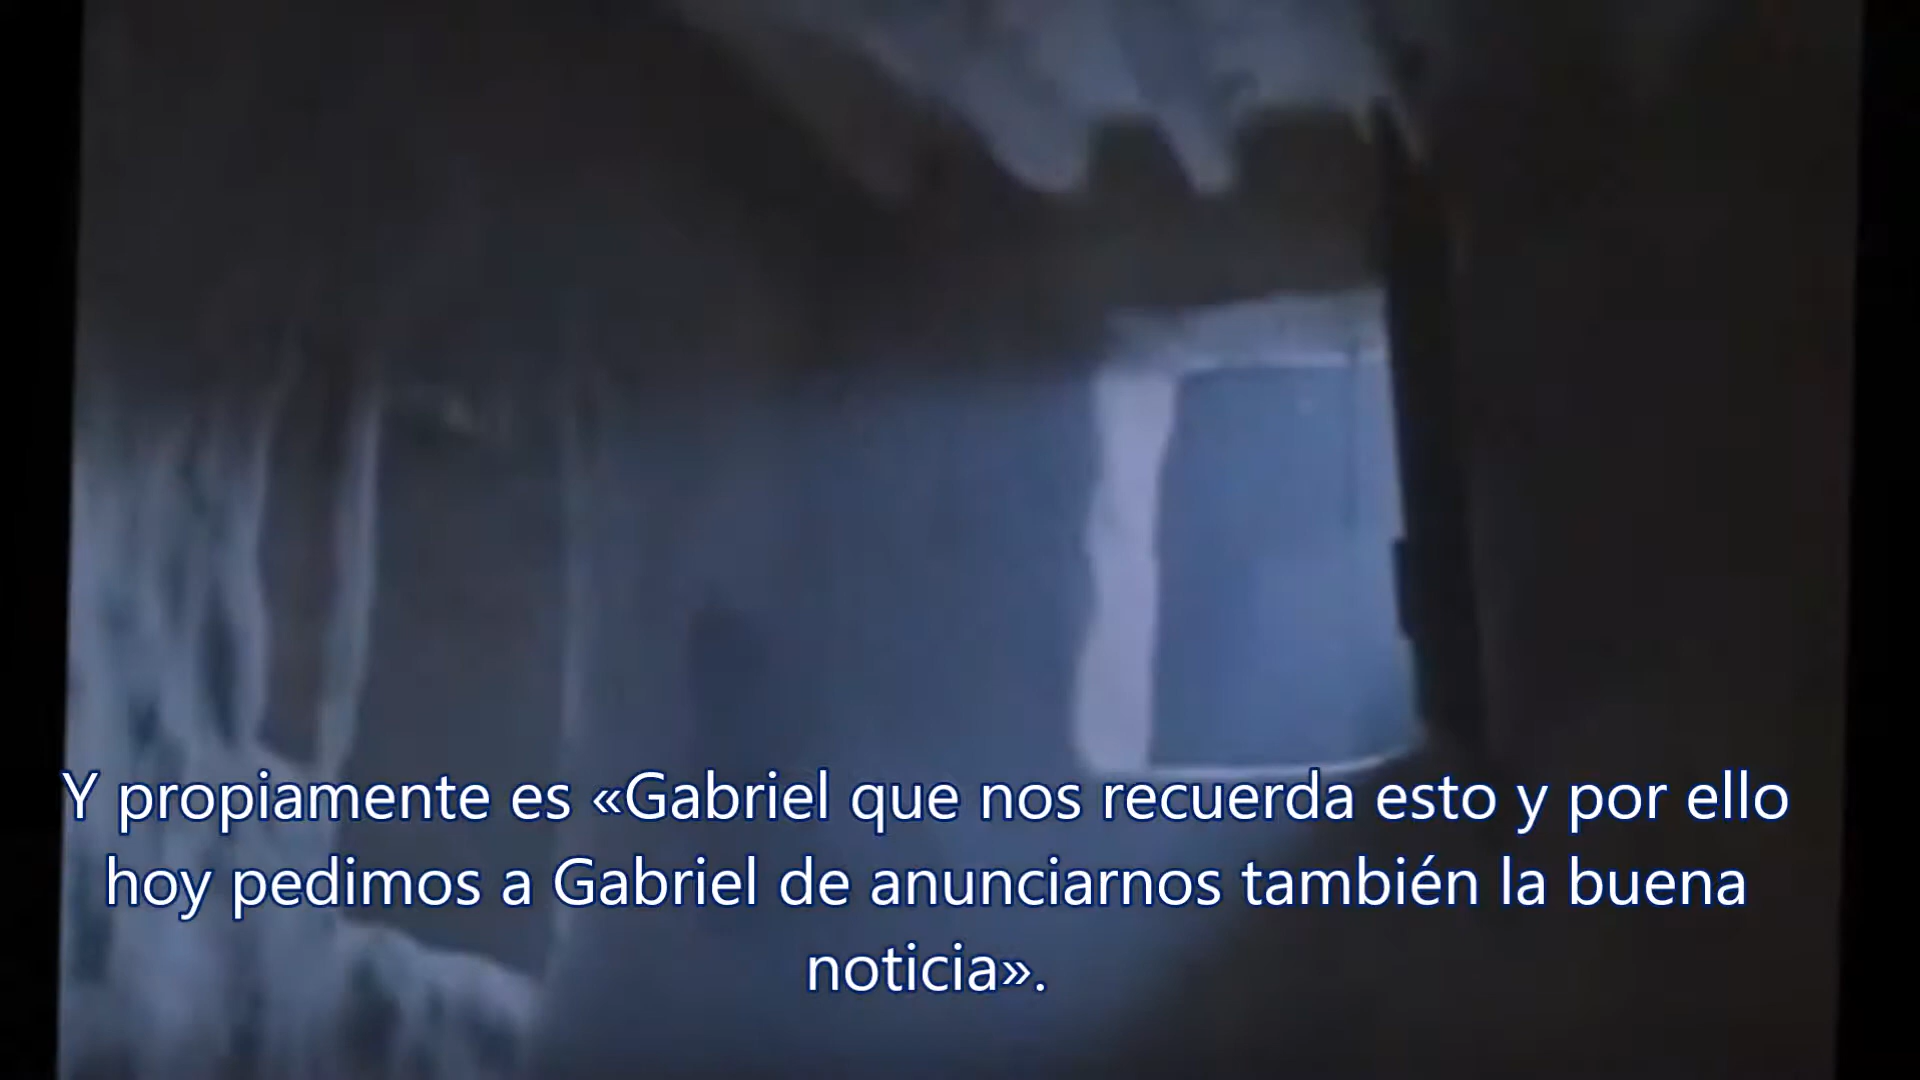 Y propiamente es «Gabriel que nos recuerda esto y por ello
hoy pedimos a Gabriel de anunciarnos también la buena
noticia».